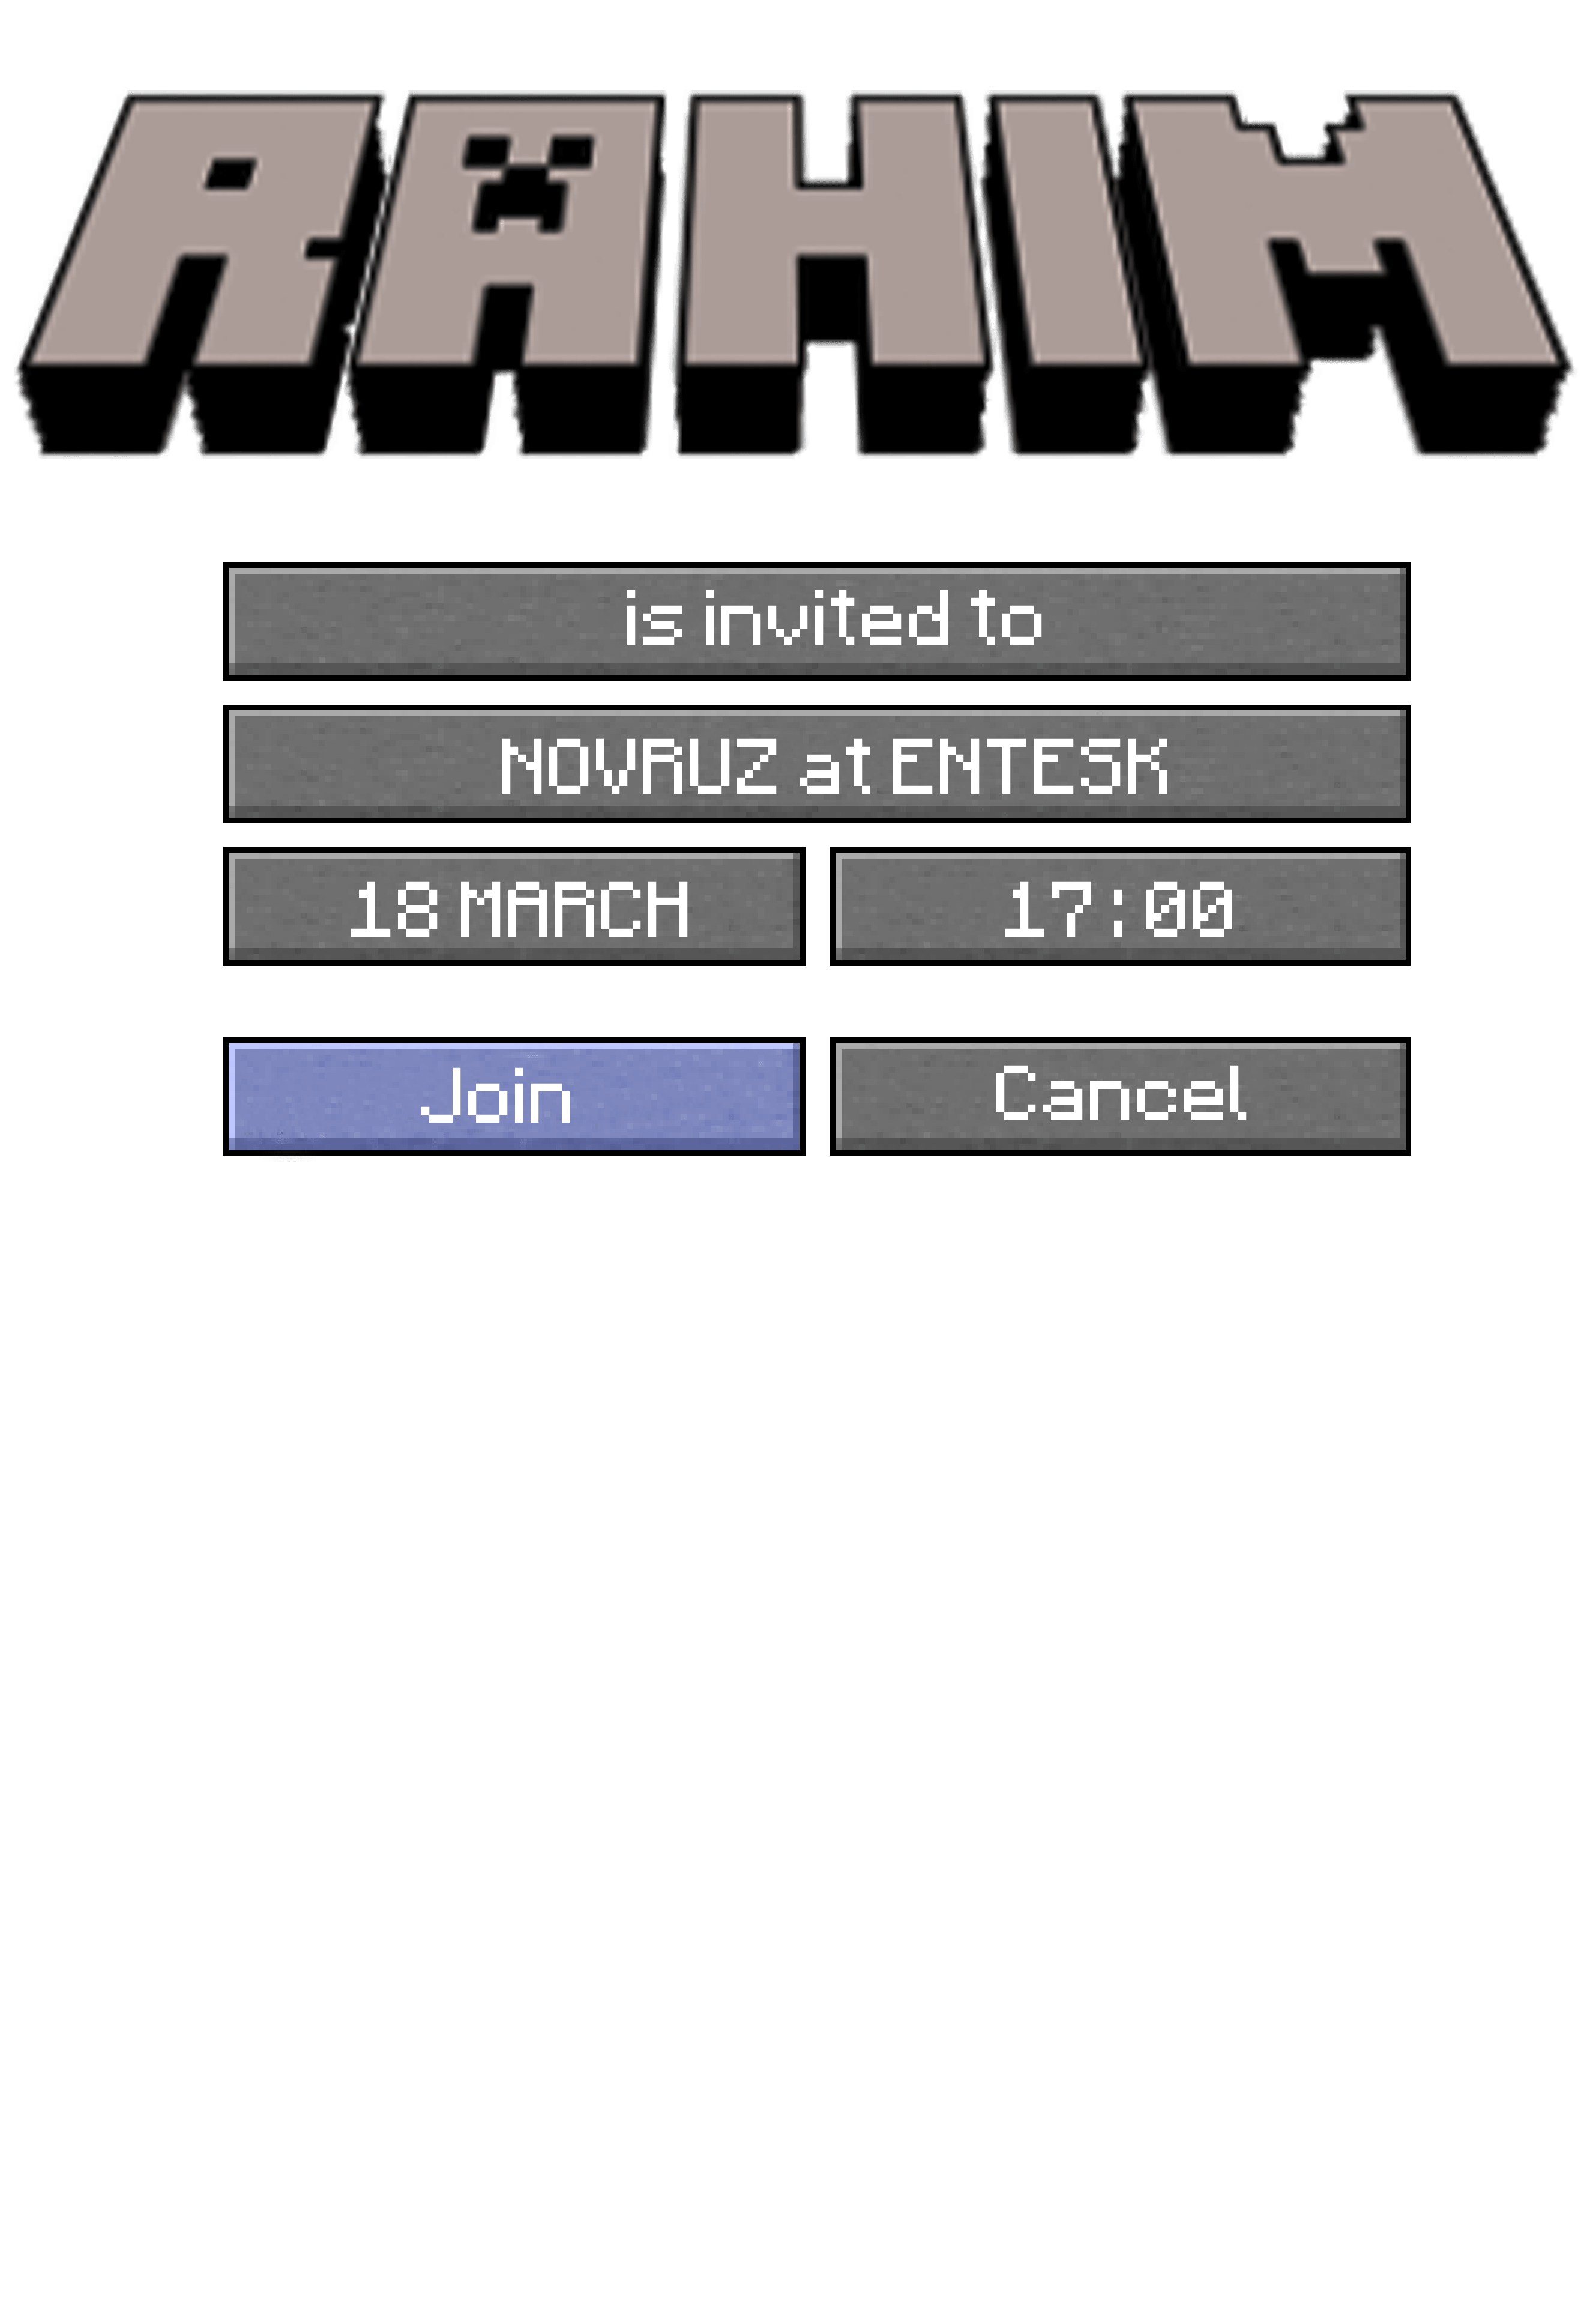 RAHIM
is invited to
NOVRUZ at ENTESK
18 MARCH
17:00
Join
Cancel